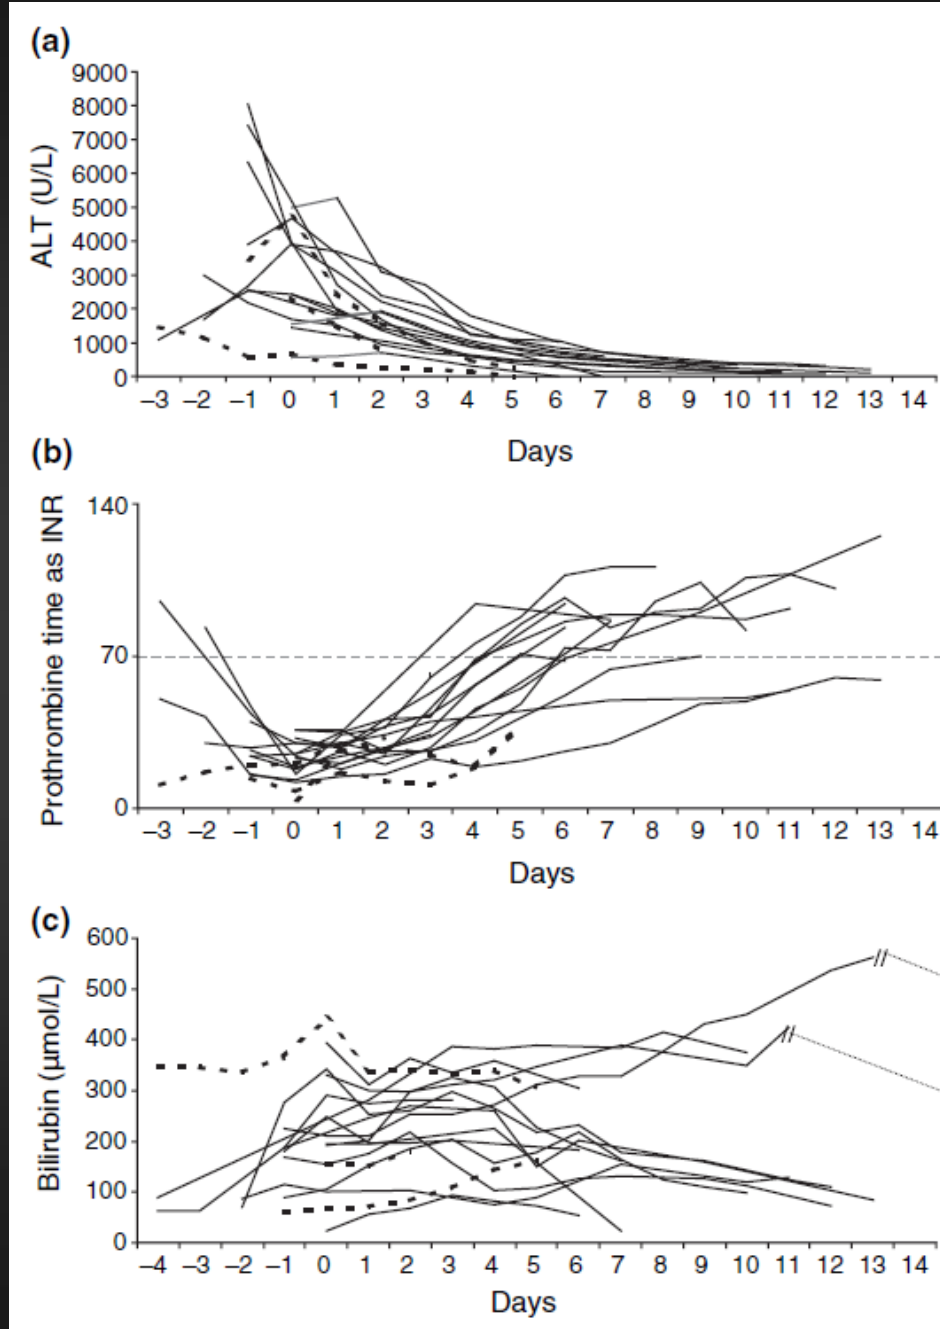 (a)
ALT (U/L)
9000
8000
7000
6000
5000
4000
3000
2000
1000
0
–3 –2 –1 0 1 2 3 4 5 6 7 8 9 10 11 12 13 14
Days
(b)
Prothrombine time as INR
140
70
0
–3 –2 –1 0 1 2 3 4 5 6 7 8 9 10 11 12 13 14
Days
(c)
Bilirubin (µmol/L)
600
500
400
300
200
100
0
–4 –3 –2 –1 0 1 2 3 4 5 6 7 8 9 10 11 12 13 14
Days